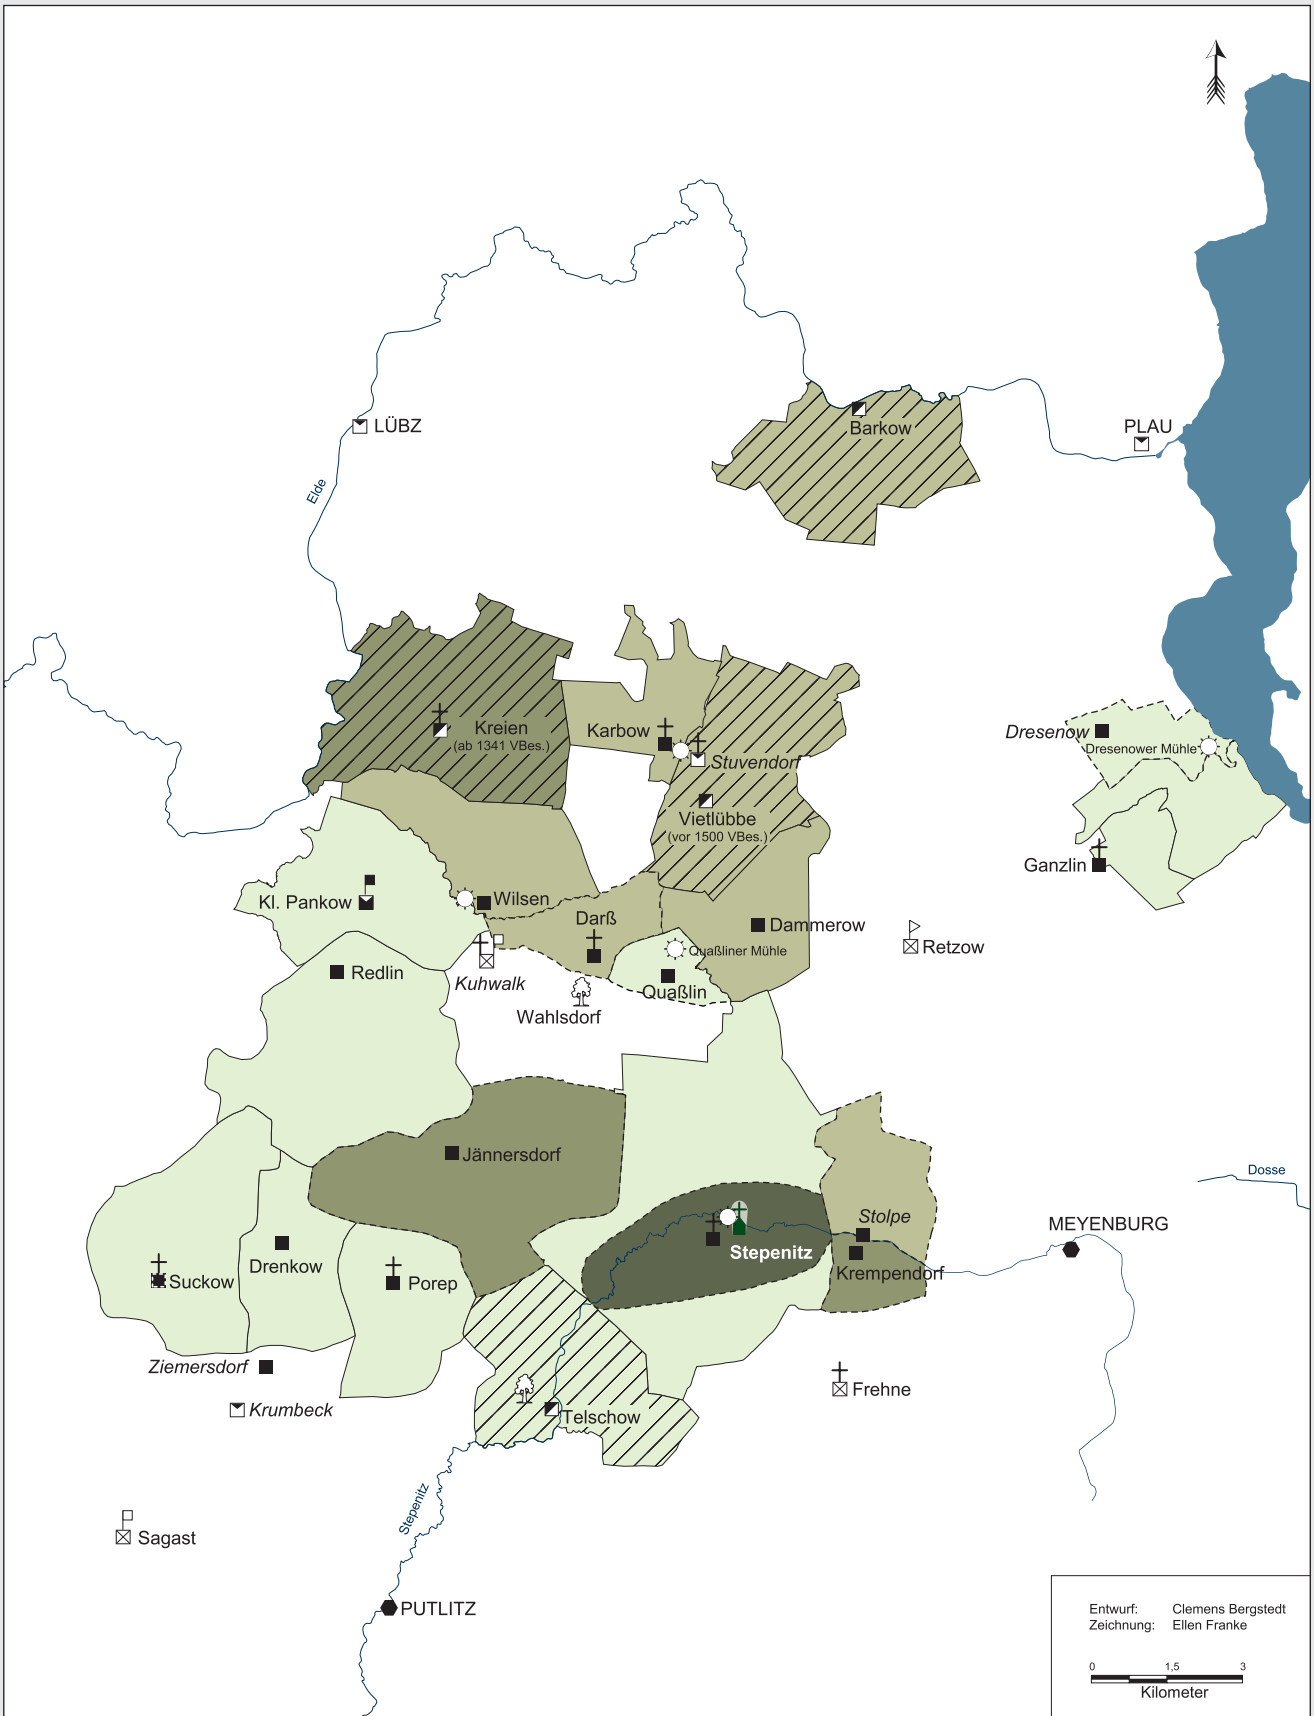 LÜBZ
Barkow
PLAU
Elde
Kreien
(ab 1341 VBes.)
Karbow
Stuvendorf
Dresenow
Dresenower Mühle
Vietlübbe
(vor 1500 VBes.)
Ganzlin
Kl. Pankow
Wilsen
Darß
Dammerow
Retzow
Quaßliner Mühle
Redlin
Kuhwalk
Quaßlin
Wahlsdorf
Jännersdorf
Dosse
Stolpe
MEYENBURG
Stepenitz
Drenkow
Krempendorf
Suckow
Porep
Ziemersdorf
Frehne
Krumbeck
Telschow
Stepenitz
Sagast
PUTLITZ
Entwurf: Clemens Bergstedt
Zeichnung: Ellen Franke
0 1,5 3
Kilometer